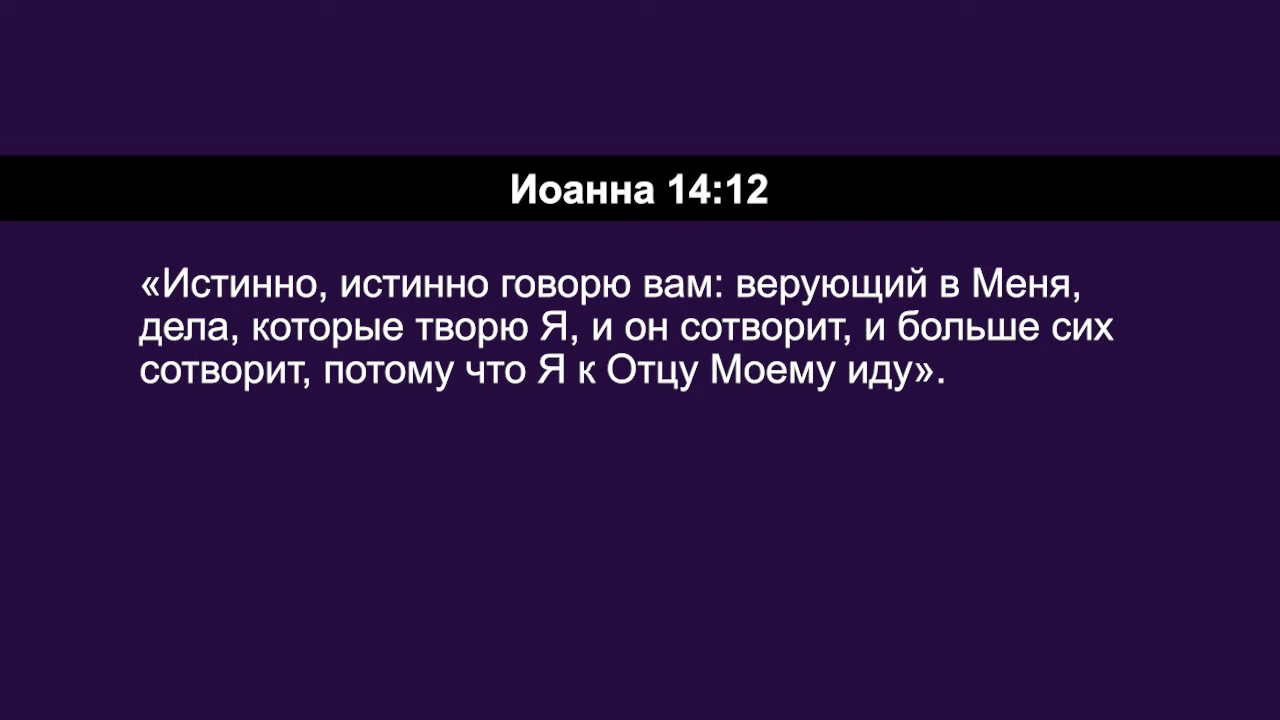 Иоанна 14:12
«Истинно, истинно говорю вам: верующий в Меня,
дела, которые творю Я, и он сотворит, и больше сих
сотворит, потому что Я к Отцу Моему иду».